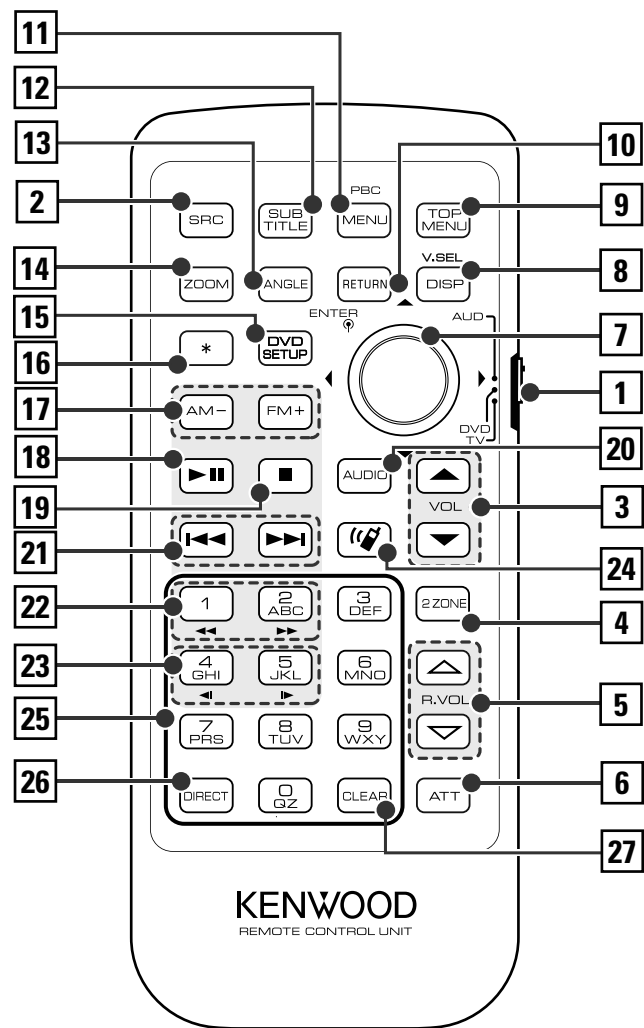 11
12
13
10
2
9
PBC
SRC
SUB TITLE
MENU
TOP MENU
14
8
V.SEL
ZOOM
ANGLE
RETURN
DISP
15
ENTER
AUD
7
16
*
DVD SETUP
1
17
AM−
FM+
DVD
TV
18
20
AUDIO
19
VOL
3
21
24
22
1
2 ABC
3 DEF
2 ZONE
4
23
4 GHI
5 JKL
6 MNO
R.VOL
5
25
7 PRS
8 TUV
9 WXY
26
DIRECT
0 QZ
CLEAR
ATT
6
27
KENWOOD
REMOTE CONTROL UNIT